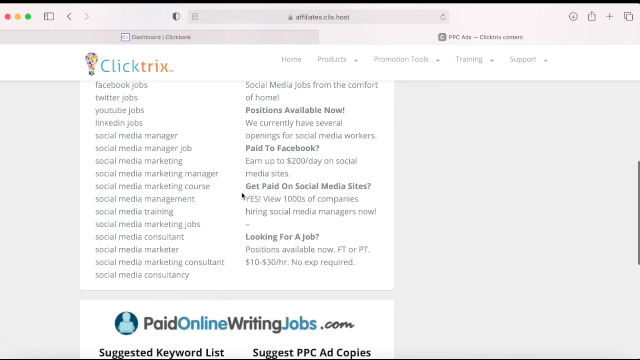 affiliates.clix.host
Dashboard | Clickbank
PPC Ads — Clicktrix content
Clicktrix
Home
Products
Promotion Tools
Training
Support
facebook jobs
twitter jobs
youtube jobs
linkedin jobs
social media manager
social media manager job
social media marketing
social media marketing manager
social media marketing course
social media management
social media training
social media marketing jobs
social media consultant
social media marketer
social media marketing consultant
social media consultancy
Social Media Jobs from the comfort
of home!
Positions Available Now!
We currently have several
openings for social media workers.
Paid To Facebook?
Earn up to $200/day on social
media sites.
Get Paid On Social Media Sites?
YES! View 1000s of companies
hiring social media managers now!
–
Looking For A Job?
Positions available now. FT or PT.
$10-$30/hr. No exp required.
PaidOnlineWritingJobs.com
Suggested Keyword List
Suggest PPC Ad Copies